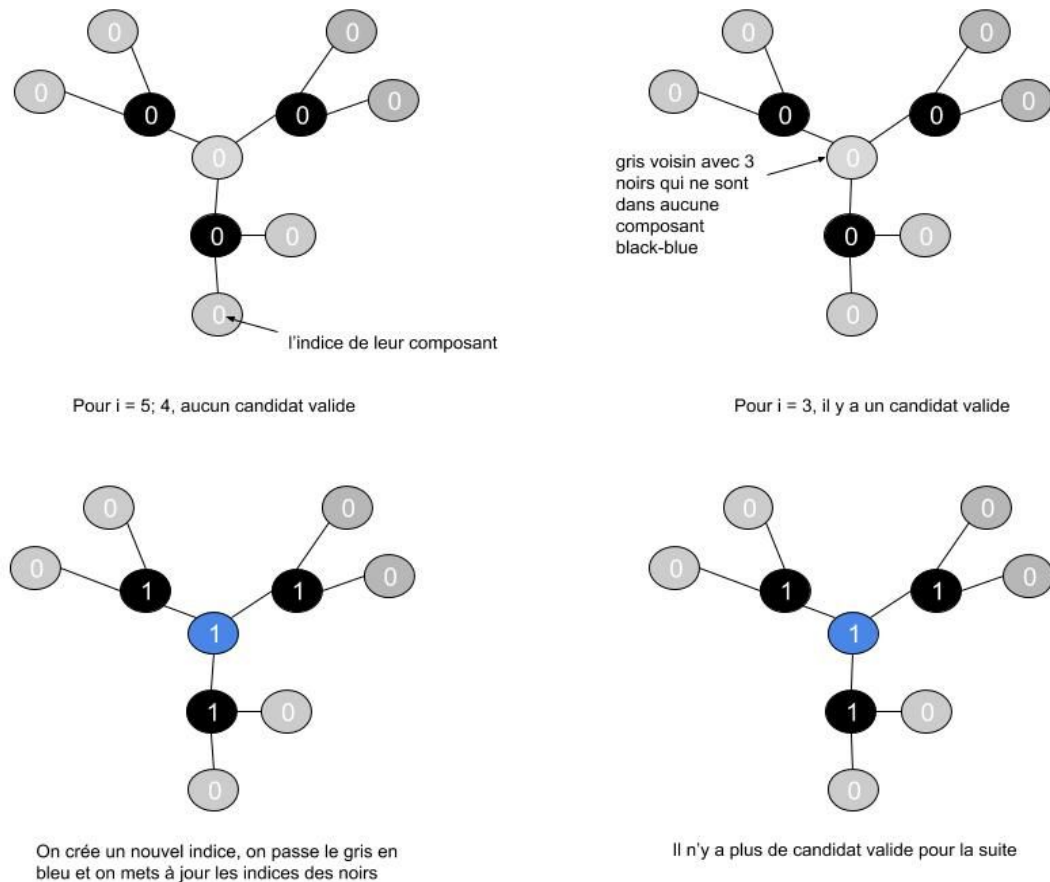 0 0
0 0
0 0
0
0 0
0
l'indice de leur composant
Pour i = 5; 4, aucun candidat valide
0 0
0 0
0 0
0
gris voisin avec 3
noirs qui ne sont
dans aucune
composant
black-blue
0 0
0
Pour i = 3, il y a un candidat valide
0 0
0 0
1 1
1
1 0
0
On crée un nouvel indice, on passe le gris en
bleu et on mets à jour les indices des noirs
0 0
0 0
1 1
1
1 0
0
Il n'y a plus de candidat valide pour la suite